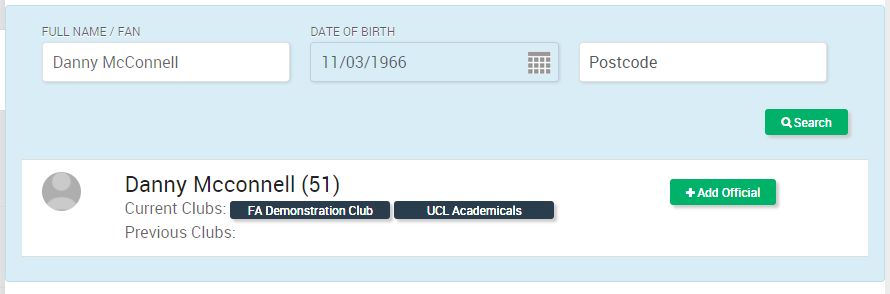 FULL NAME / FAN
DATE OF BIRTH
Danny McConnell
11/03/1966
Postcode
Search
Danny Mcconnell (51)
Current Clubs: FA Demonstration Club UCL Academicals
Add Official
Previous Clubs: